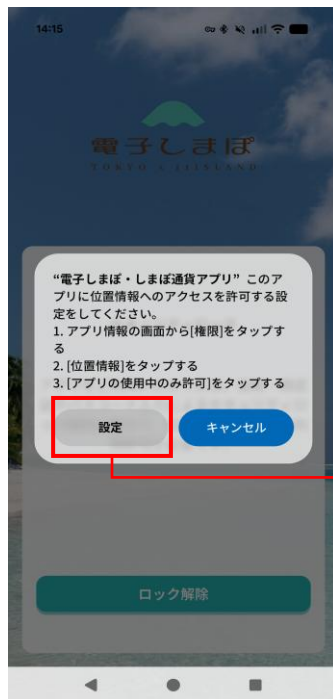 14:15
電子しまぽ
TOKYO ∞ 11ISLAND
“電子しまぽ・しまぽ通貨アプリ” このア
プリに位置情報へのアクセスを許可する設
定をしてください。
1. アプリ情報の画面から[権限]をタップす
る
2. [位置情報]をタップする
3. [アプリの使用中のみ許可]をタップする
設定
キャンセル
ロック解除